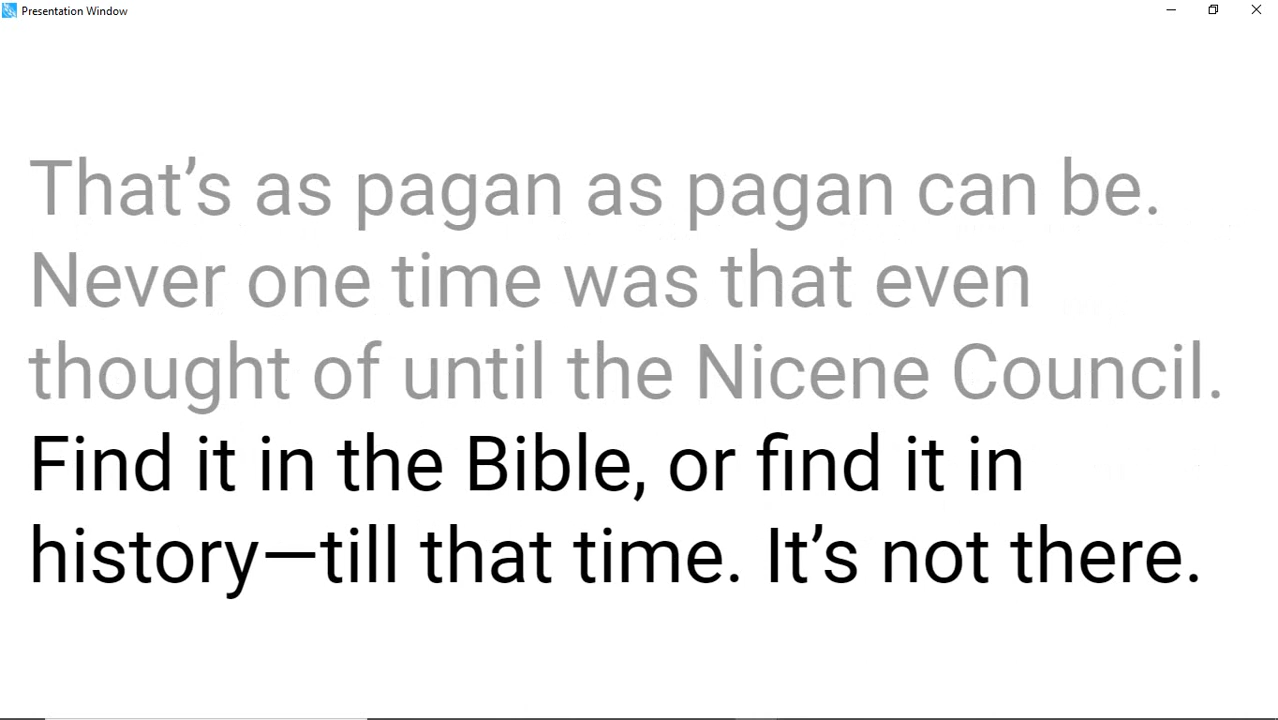 Presentation Window
That’s as pagan as pagan can be.
Never one time was that even
thought of until the Nicene Council.
Find it in the Bible, or find it in
history—till that time. It’s not there.